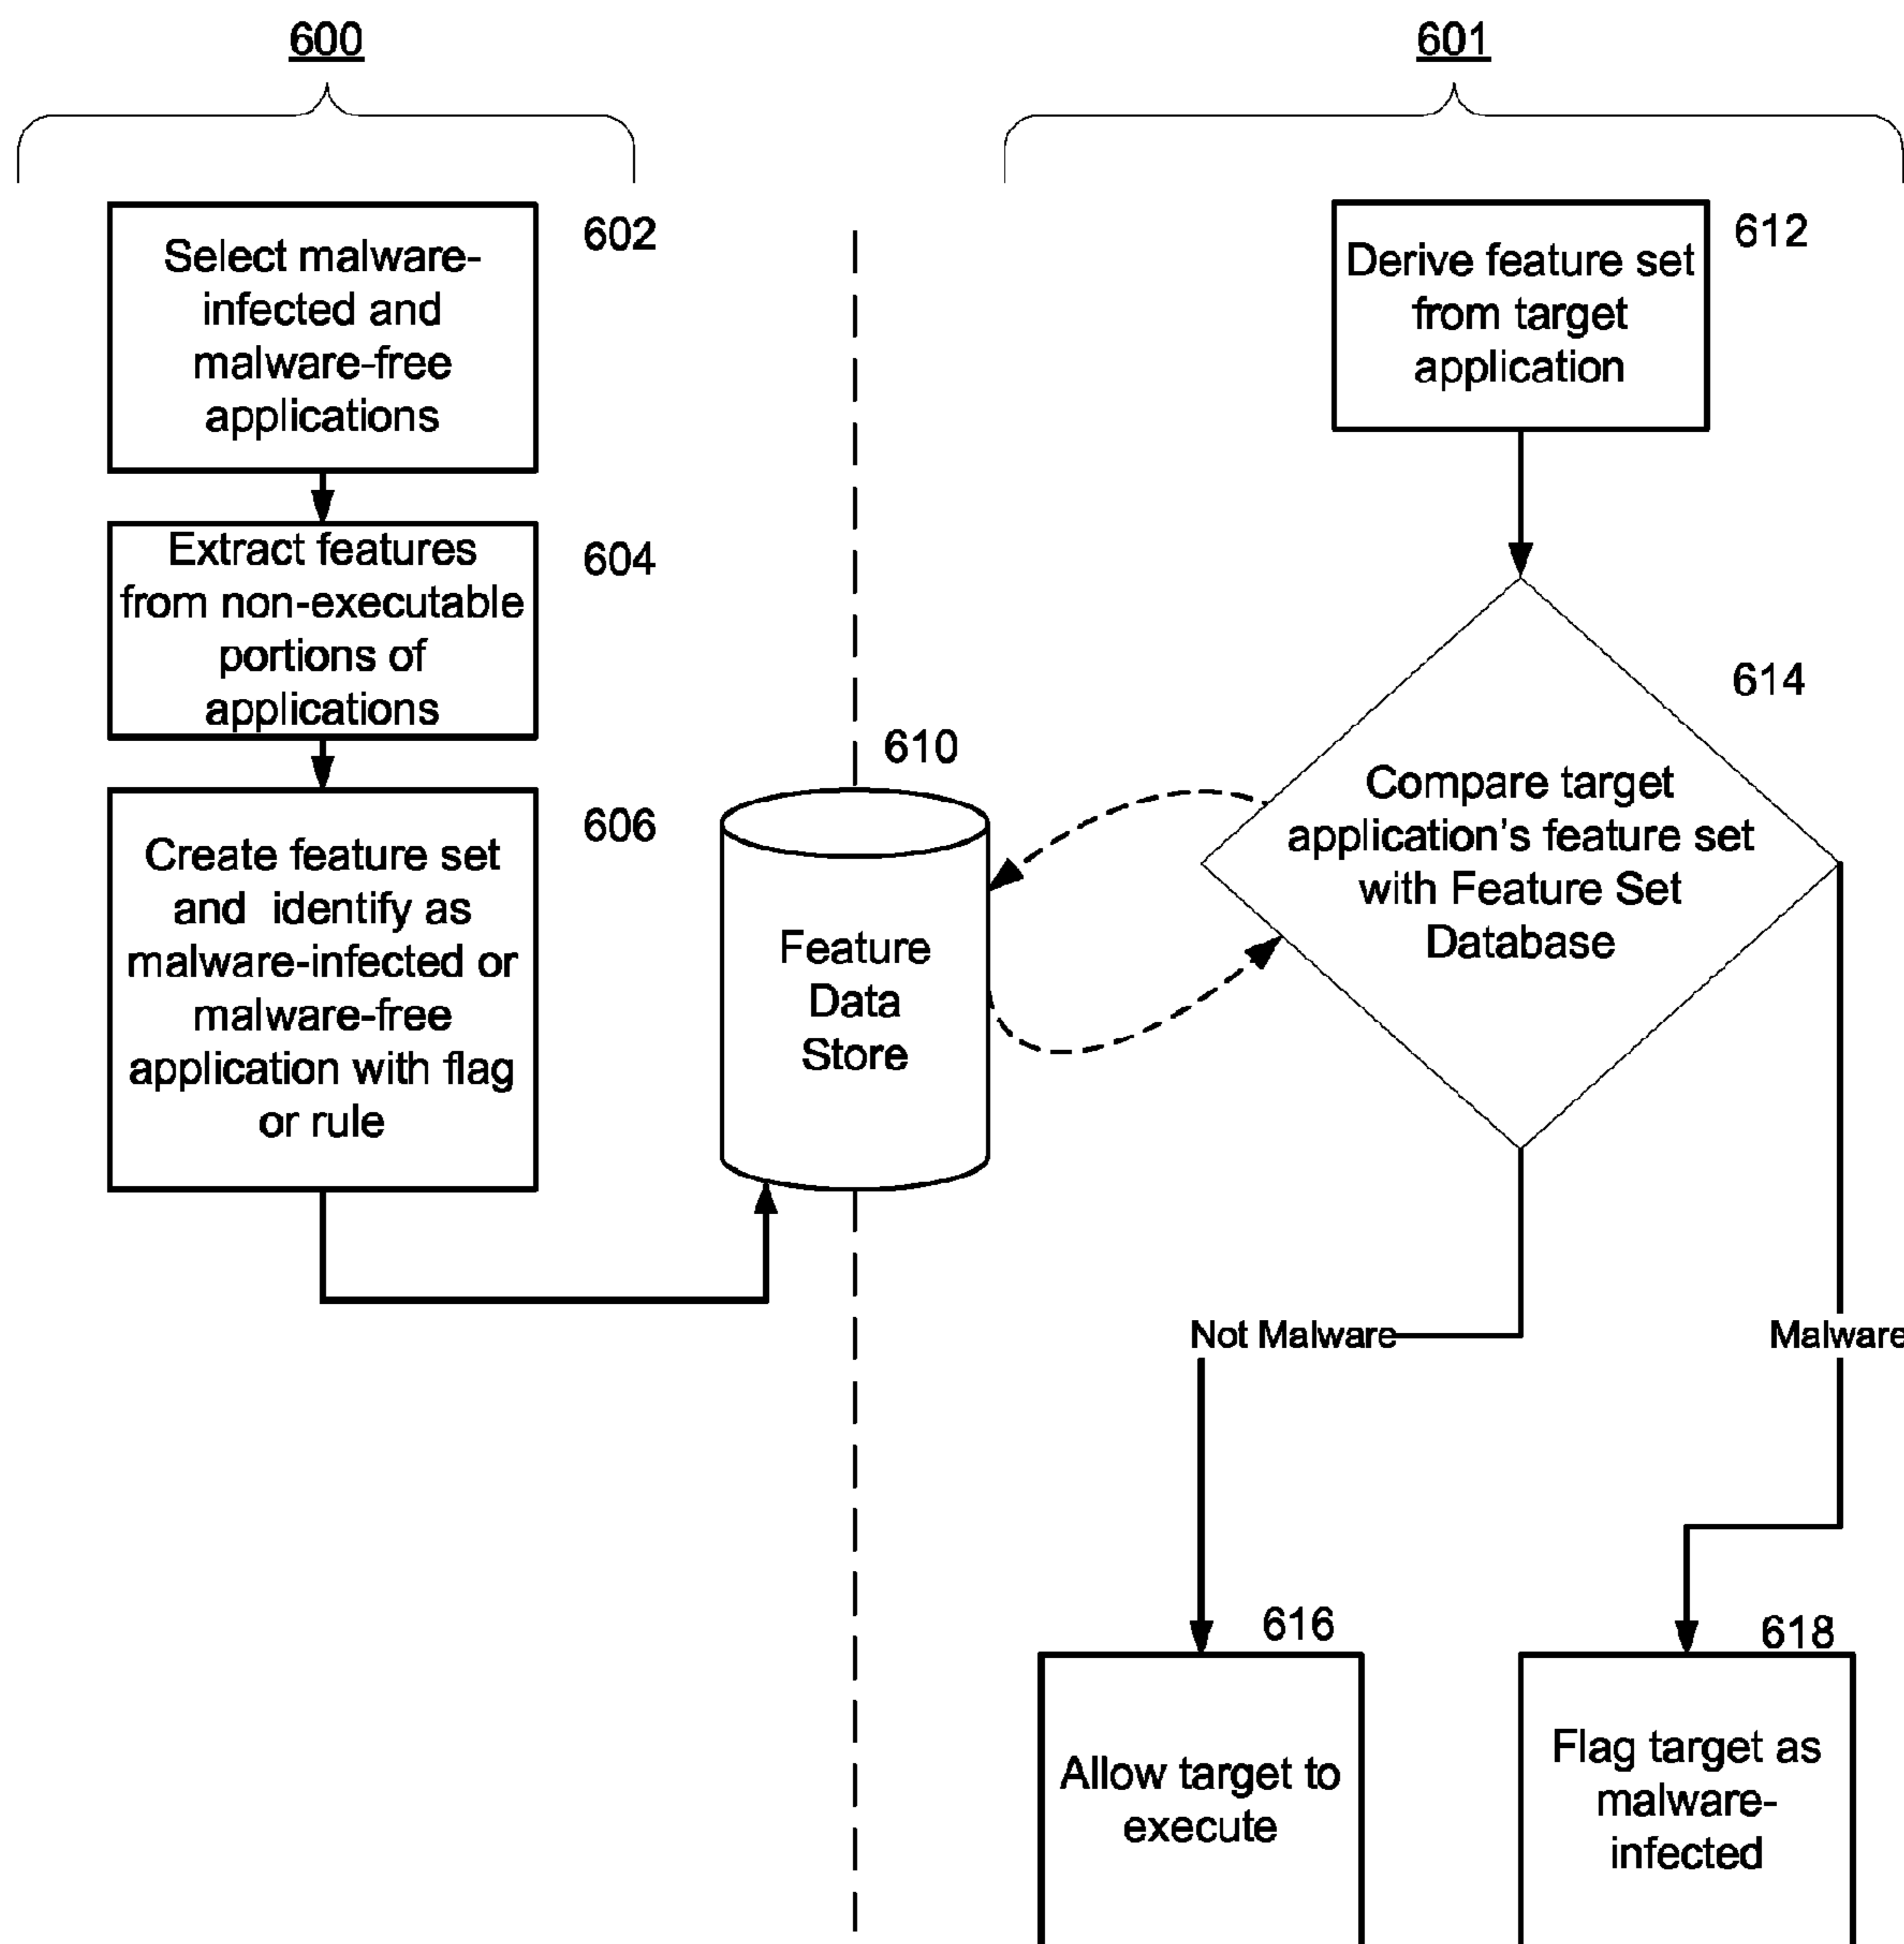 600
602
Select malware-
infected and
malware-free
applications
604
Extract features
from non-executable
portions of
applications
606
Create feature set
and identify as
malware-infected or
malware-free
application with flag
or rule
610
Feature
Data
Store
601
612
Derive feature set
from target
application
614
Compare target
application's feature set
with Feature Set
Database
Not Malware
Malware
616
Allow target to
execute
618
Flag target as
malware-
infected